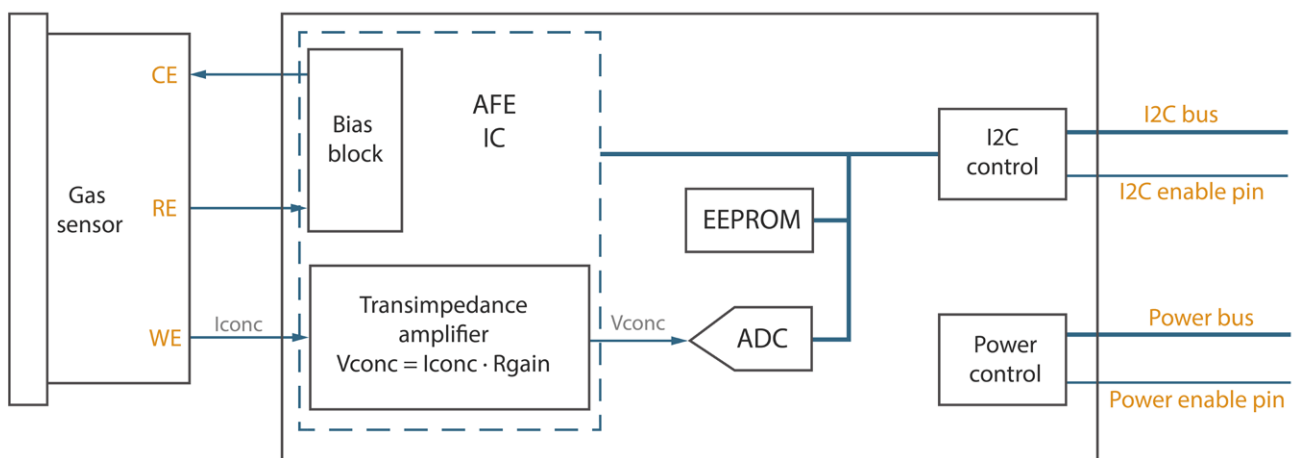 Gas
sensor
CE
RE
WE
Iconc
Bias
block
AFE
IC
Transimpedance
amplifier
Vconc = Iconc · Rgain
Vconc
EEPROM
ADC
I2C
control
I2C bus
I2C enable pin
Power
control
Power bus
Power enable pin